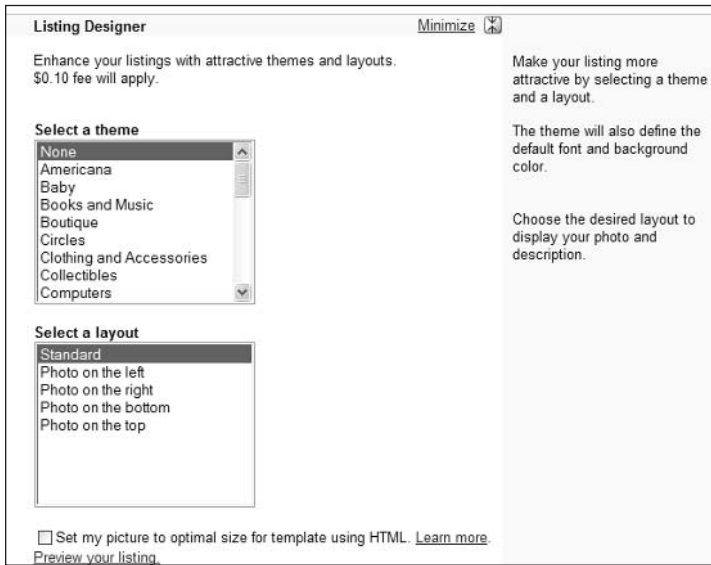 Listing Designer
Minimize
Enhance your listings with attractive themes and layouts.
$0.10 fee will apply.
Select a theme
None
Americana
Baby
Books and Music
Boutique
Circles
Clothing and Accessories
Collectibles
Computers
Select a layout
Standard
Photo on the left
Photo on the right
Photo on the bottom
Photo on the top
Set my picture to optimal size for template using HTML. Learn more.
Preview your listing.
Make your listing more
attractive by selecting a theme
and a layout.
The theme will also define the
default font and background
color.
Choose the desired layout to
display your photo and
description.